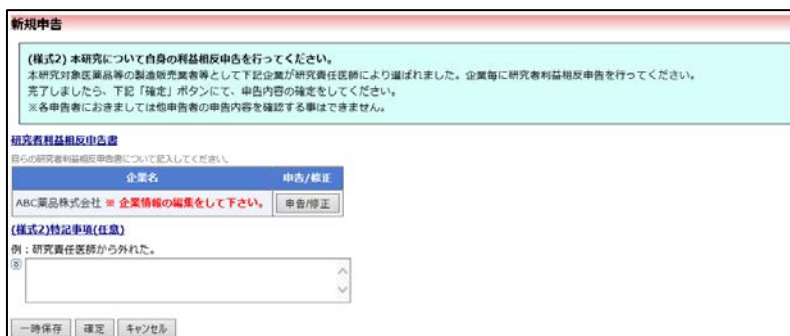 新規申告
(様式2) 本研究について自身の利益相反申告を行ってください。
本研究対象医薬品等の製造販売業者等として下記企業が研究責任医師により選ばれました。企業毎に研究者利益相反申告を行ってください。
完了しましたら、下記「確定」ボタンにて、申告内容の確定をしてください。
※各申告者におきましては他申告者の申告内容を確認する事はできません。
研究者利益相反申告書
自らの研究者利益相反申告書について記入してください。
企業名 申告/修正
ABC薬品株式会社 ※ 企業情報の編集をして下さい。 申告/修正
(様式2)特記事項(任意)
例：研究責任医師から外れた。
一時保存 確定 キャンセル